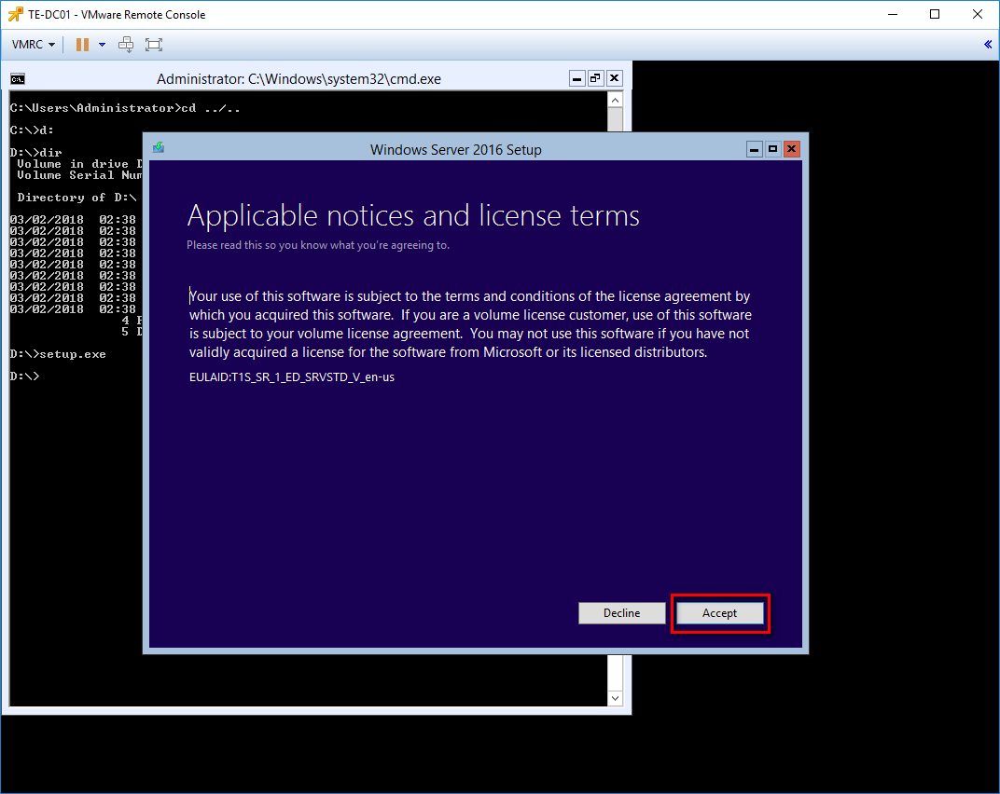 TE-DC01 - VMware Remote Console
VMRC
Administrator: C:\Windows\system32\cmd.exe
C:\Users\Administrator>cd ../..
C:\>d:
D:\>dir
Volume in drive D
Volume Serial Num
Directory of D:\
03/02/2018 02:38
03/02/2018 02:38
03/02/2018 02:38
03/02/2018 02:38
03/02/2018 02:38
03/02/2018 02:38
03/02/2018 02:38
03/02/2018 02:38
03/02/2018 02:38
4 F
5 D
D:\>setup.exe
D:\>
Windows Server 2016 Setup
Applicable notices and license terms
Please read this so you know what you're agreeing to.
Your use of this software is subject to the terms and conditions of the license agreement by
which you acquired this software. If you are a volume license customer, use of this software
is subject to your volume license agreement. You may not use this software if you have not
validly acquired a license for the software from Microsoft or its licensed distributors.
EULAID:T1S_SR_1_ED_SRVSTD_V_en-us
Decline
Accept